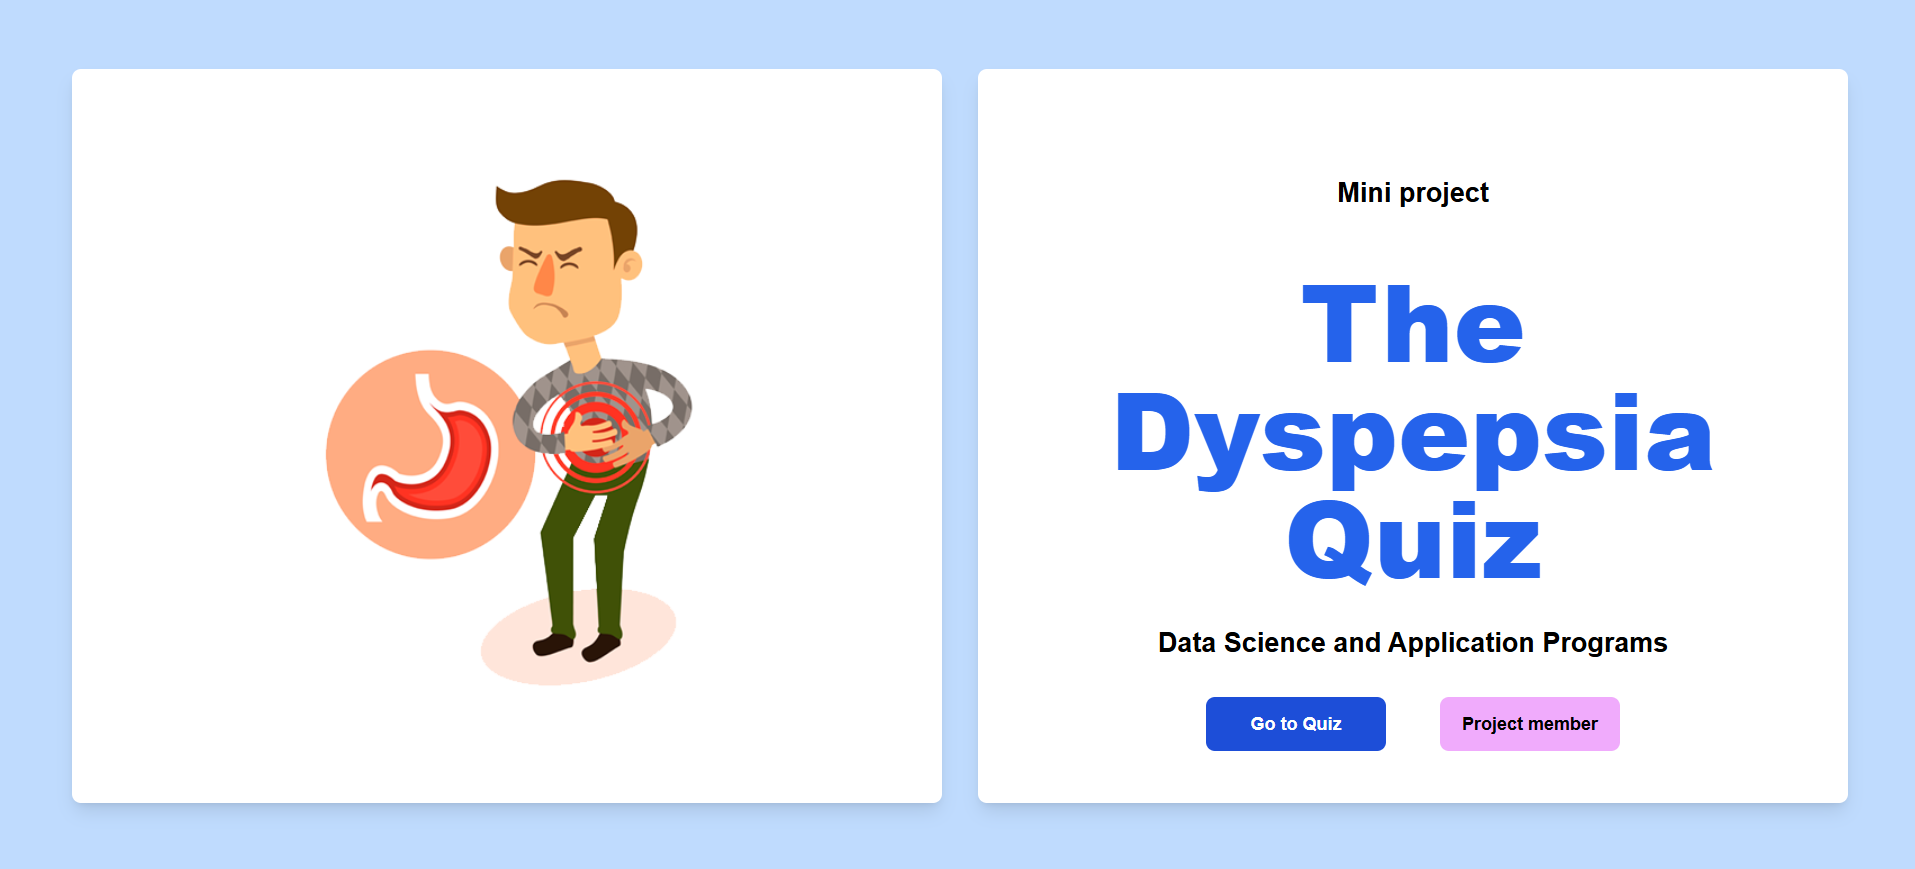 Mini project
The
Dyspepsia
Quiz
Data Science and Application Programs
Go to Quiz
Project member